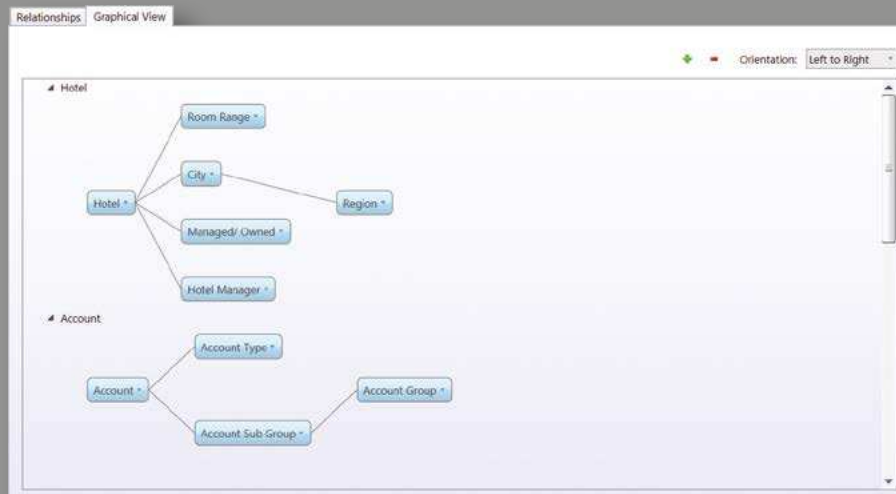 Relationships Graphical View
Orientation: Left to Right
Hotel
Room Range
City
Hotel
Region
Managed/ Owned
Hotel Manager
Account
Account Type
Account
Account Group
Account Sub Group